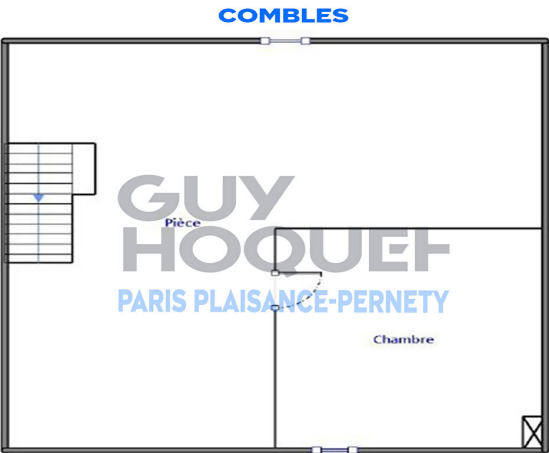 COMBLES
GUY
Pièce
HOQUET
PARIS PLAISANCE-PERNETY
Chambre